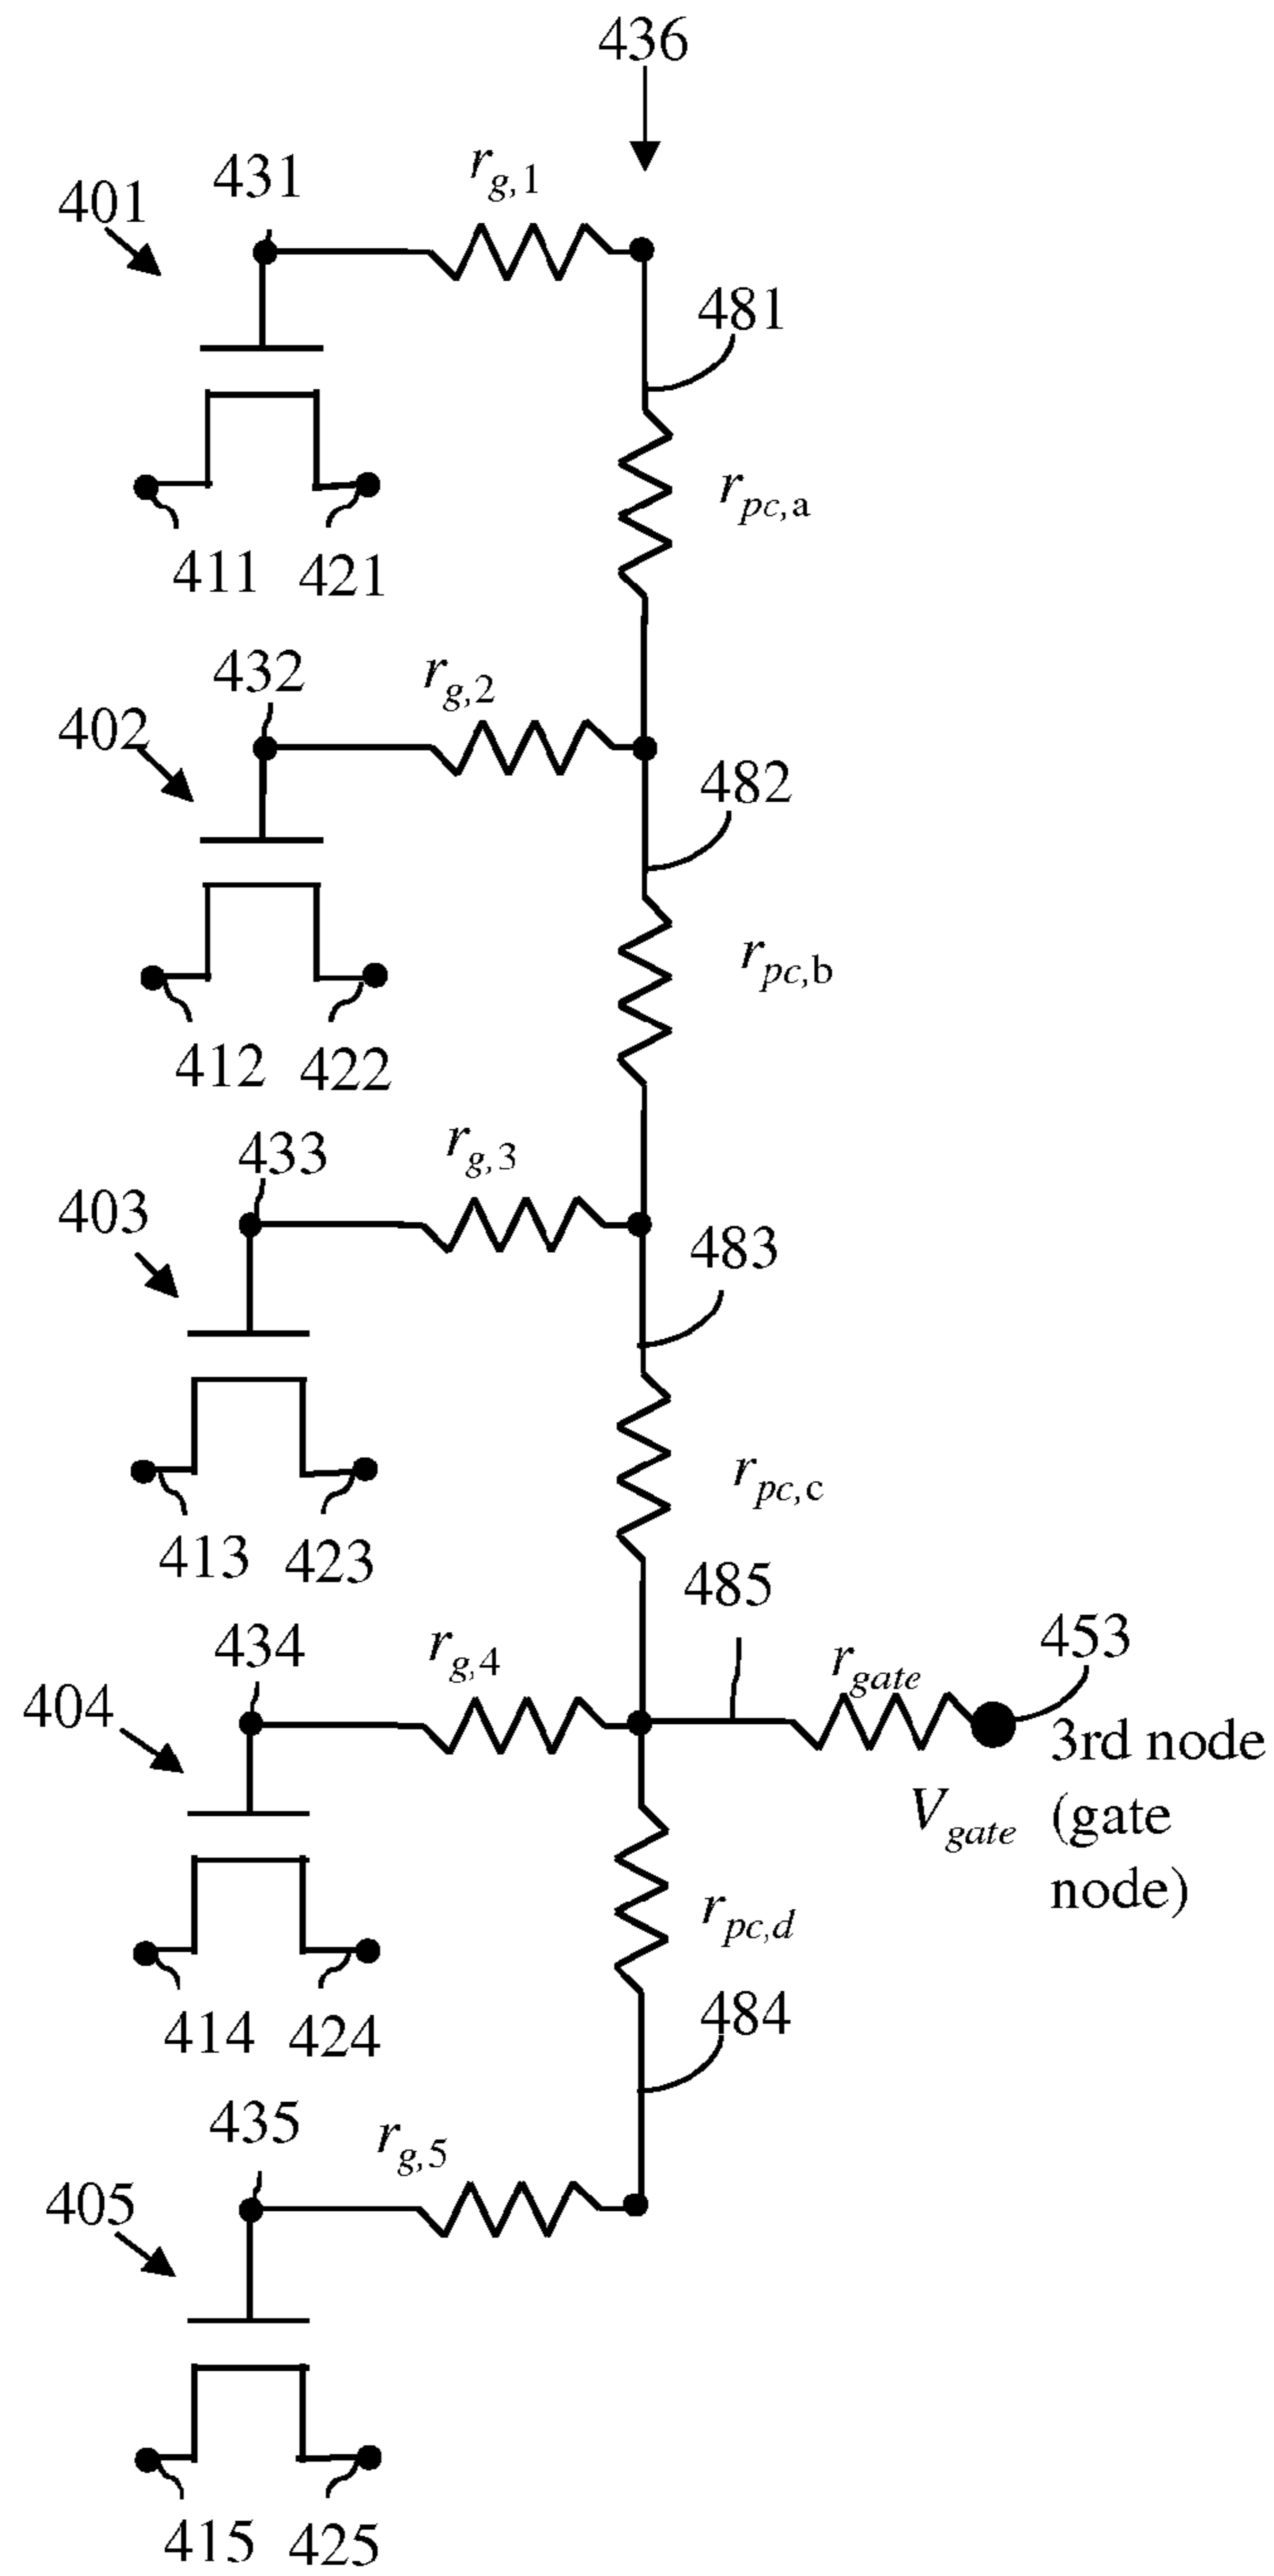 436
431
r_{g,1}
401
481
r_{pc,a}
411 421
432
r_{g,2}
402
482
r_{pc,b}
412 422
433
r_{g,3}
403
483
r_{pc,c}
413 423
485
434
r_{g,4}
r_{gate}
453
404
3rd node
V_{gate} (gate
node)
r_{pc,d}
414 424
484
435
r_{g,5}
405
415 425